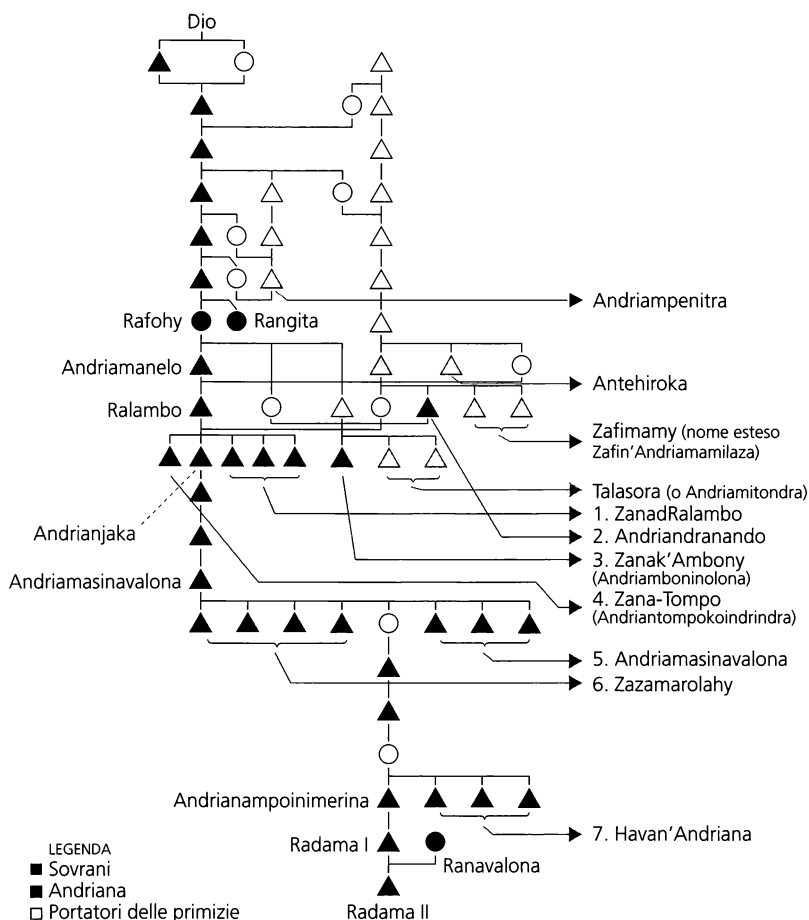 Dio
Andriampenitra
Rafohy
Rangita
Andriamanelo
Antehiroka
Ralambo
Zafimamy (nome esteso
Zafin'Andriamamilaza)
Talasora (o Andriamitondra)
1. ZanadRalambo
Andrianjaka
2. Andriandranando
3. Zanak'Ambony
(Andriamboninolona)
Andriamasinavalona
4. Zana-Tompo
(Andriantompokoindrindra)
5. Andriamasinavalona
6. Zazamarolahy
Andrianampoinimerina
7. Havan'Andriana
Radama I
Ranavalona
Radama II
LEGENDA
Sovrani
Andriana
Portatori delle primizie